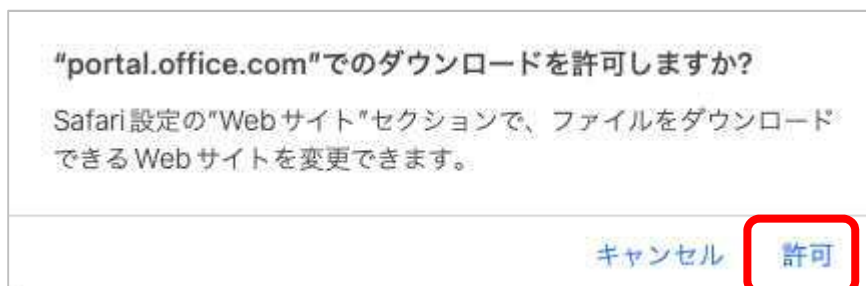 “portal.office.com”でのダウンロードを許可しますか?
Safari設定の”Webサイト”セクションで、ファイルをダウンロード
できるWebサイトを変更できます。
キャンセル 許可